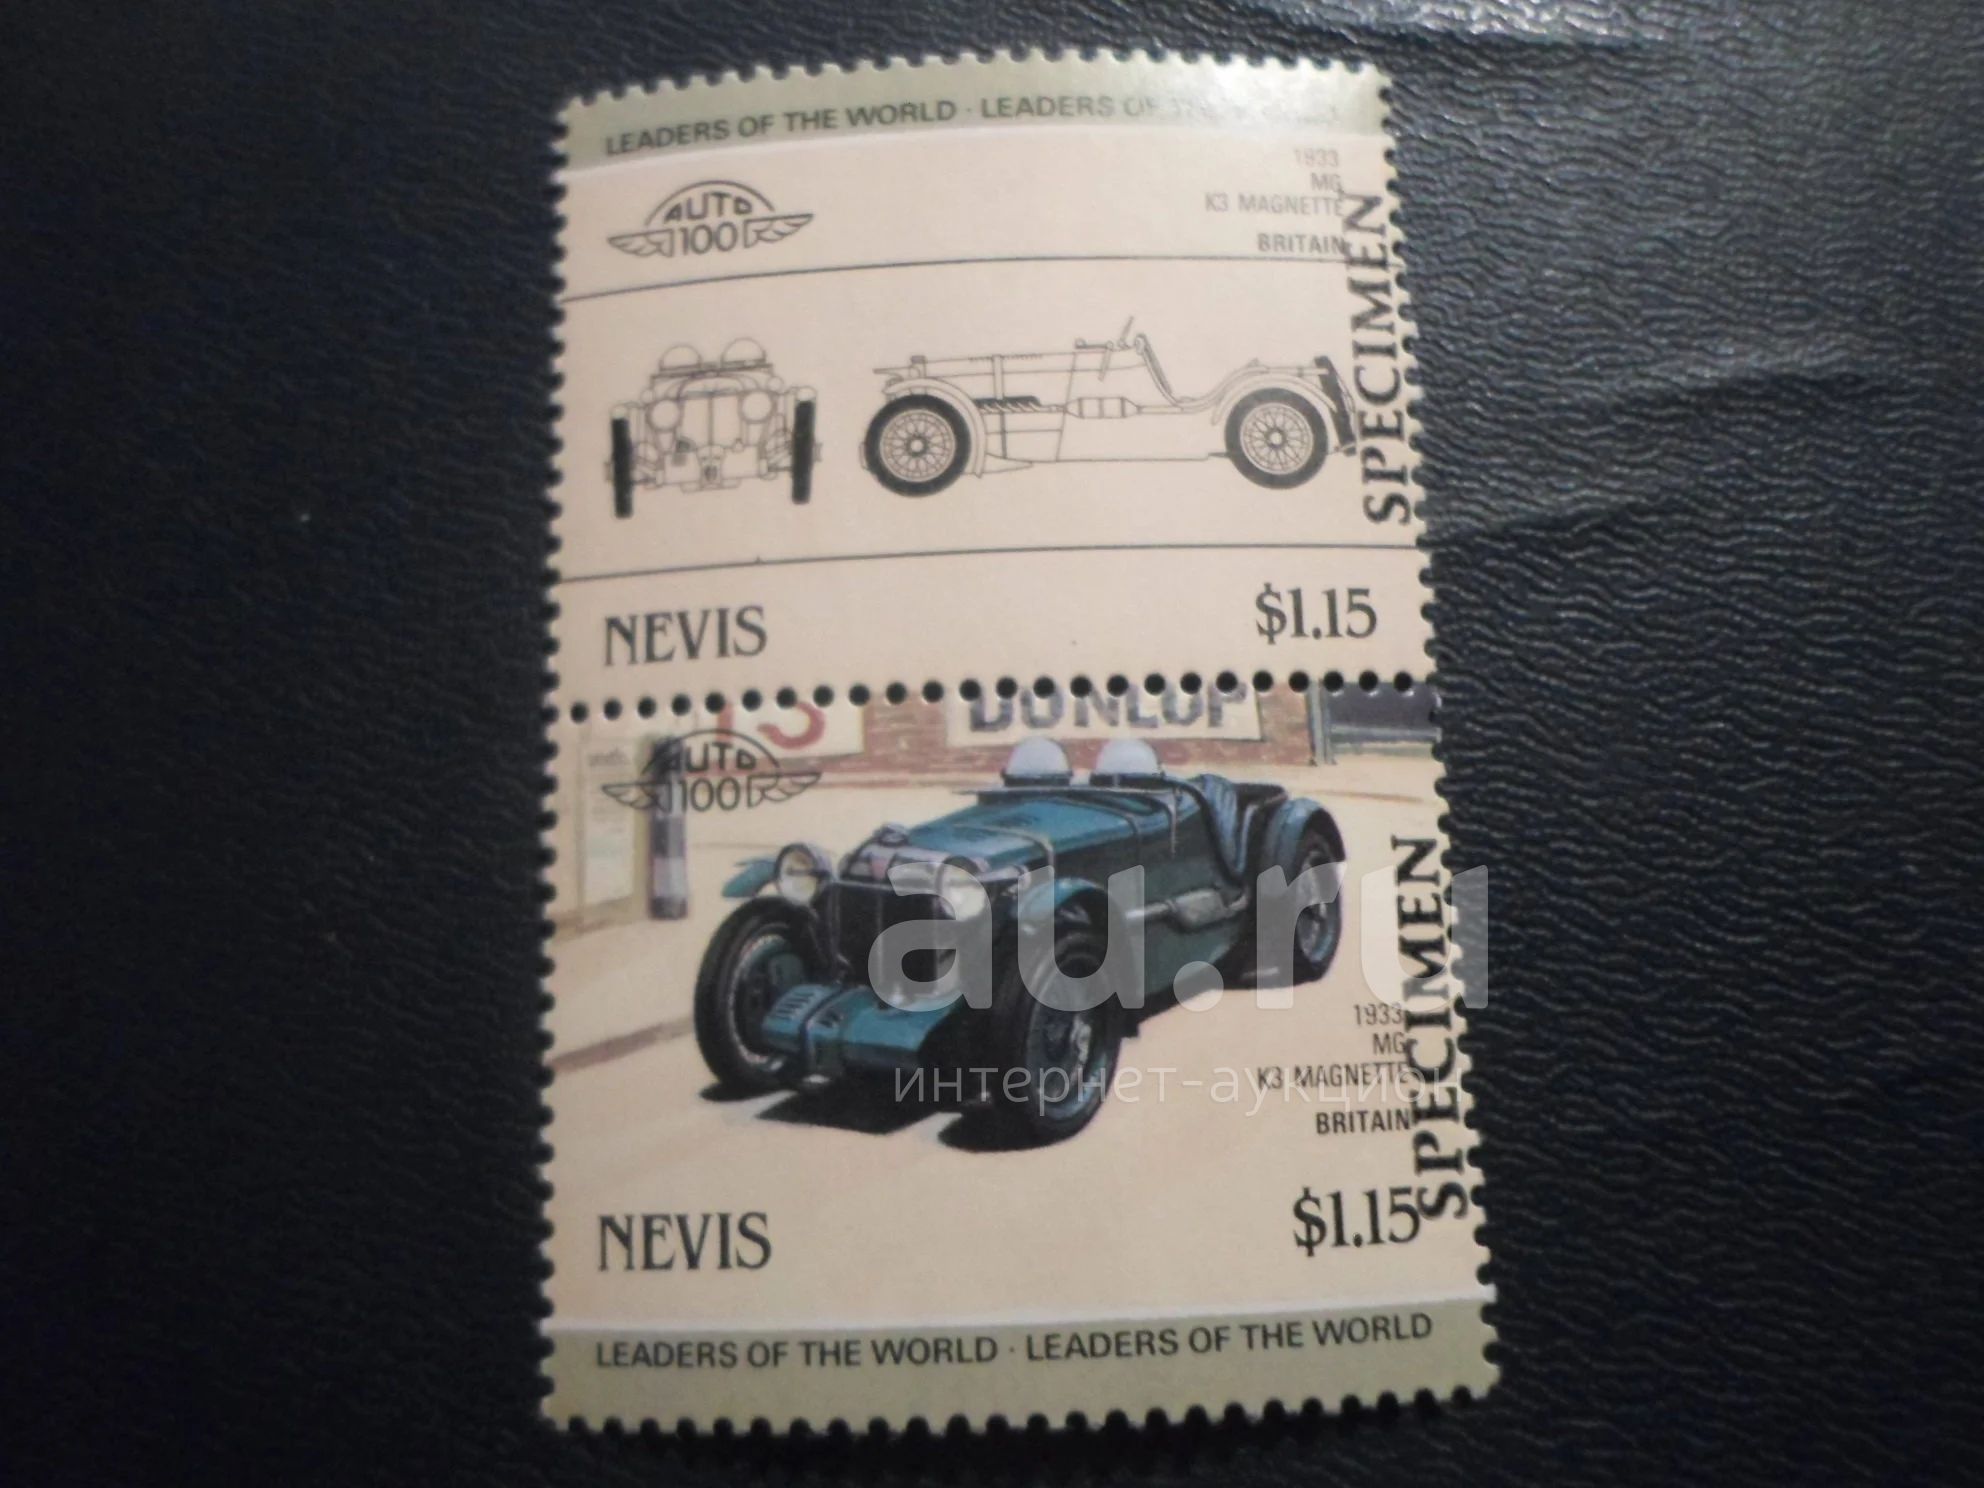 LEADERS OF THE WORLD · LEADERS OF THE WORLD
AUTO
100
1933
MG
K3 MAGNETTE
BRITAIN
SPECIMEN
NEVIS
$1.15
DUNLOP
AUTO
100
au.ru
интернет-аукцион
1933
MG
K3 MAGNETTE
BRITAIN
SPECIMEN
NEVIS
$1.15
LEADERS OF THE WORLD · LEADERS OF THE WORLD